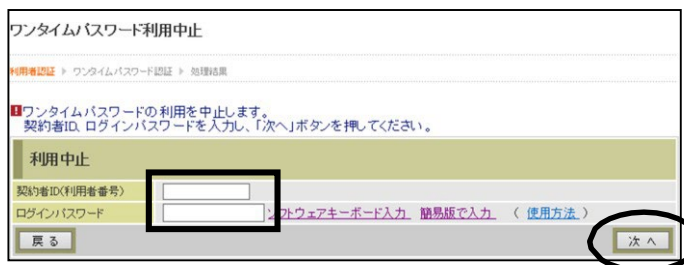 ワンタイムパスワード利用中止
利用者認証 ▶ ワンタイムパスワード認証 ▶ 処理結果
ワンタイムパスワードの利用を中止します。
契約者ID、ログインパスワードを入力し、「次へ」ボタンを押してください。
利用中止
契約者ID(利用者番号)
ログインパスワード ソフトウェアキーボード入力 簡易版で入力 ( 使用方法 )
戻る 次へ